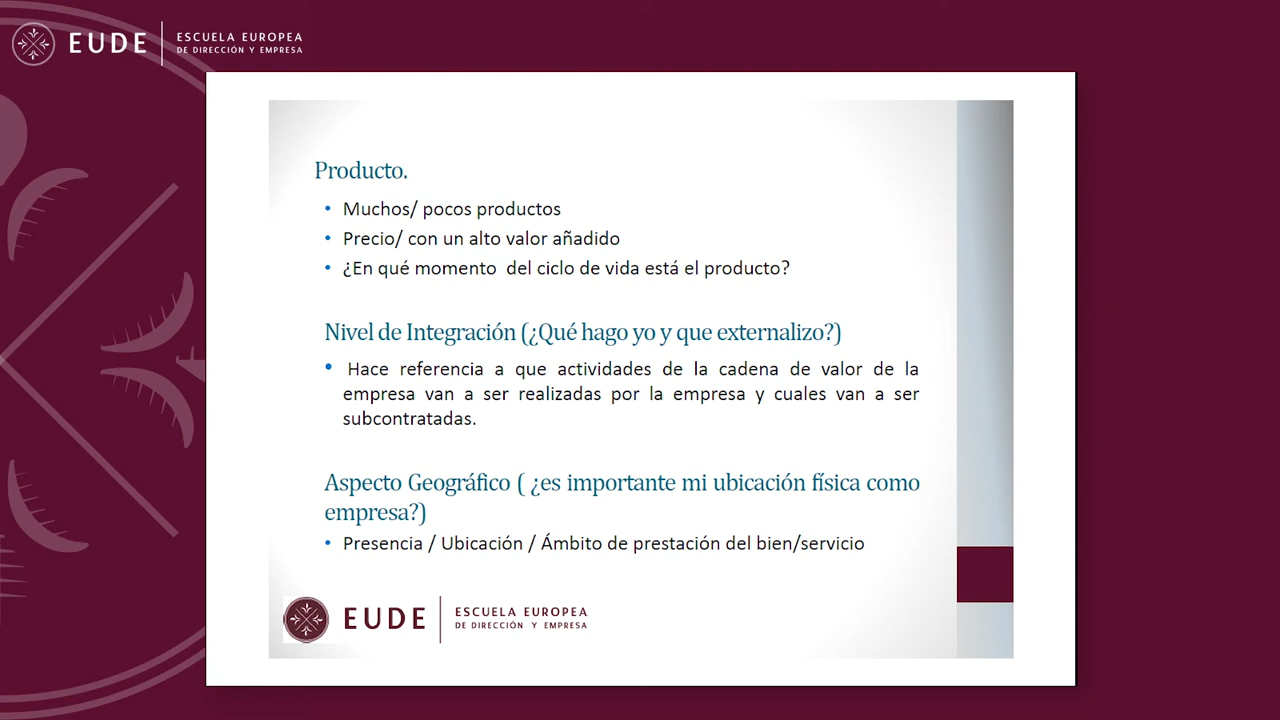 EUDE
ESCUELA EUROPEA
DE DIRECCIÓN Y EMPRESA
Producto.
• Muchos/ pocos productos
• Precio/ con un alto valor añadido
• ¿En qué momento del ciclo de vida está el producto?
Nivel de Integración (¿Qué hago yo y que externalizo?)
• Hace referencia a que actividades de la cadena de valor de la
empresa van a ser realizadas por la empresa y cuales van a ser
subcontratadas.
Aspecto Geográfico ( ¿es importante mi ubicación física como
empresa?)
• Presencia / Ubicación / Ámbito de prestación del bien/servicio
EUDE
ESCUELA EUROPEA
DE DIRECCIÓN Y EMPRESA